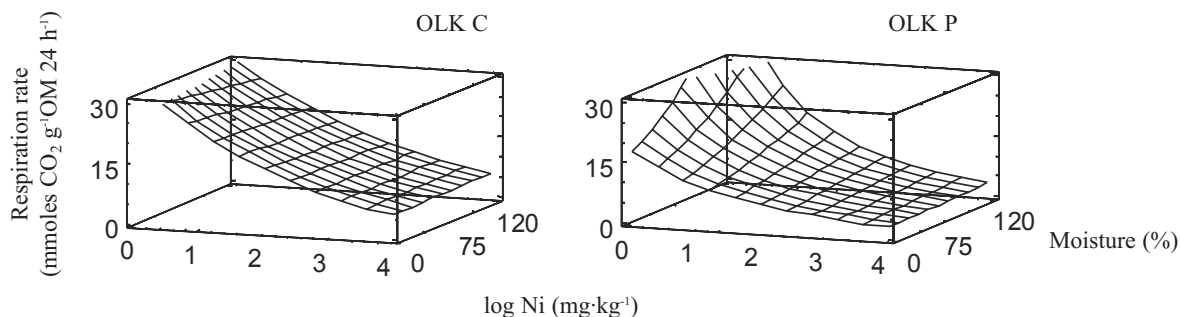 OLK C
OLK P
Respiration rate
(mmoles CO₂ g⁻¹OM 24 h⁻¹)
30
15
0
0 1 2 3 4
0 75 120
30
15
0
0 1 2 3 4
0 75 120
Moisture (%)
log Ni (mg·kg⁻¹)